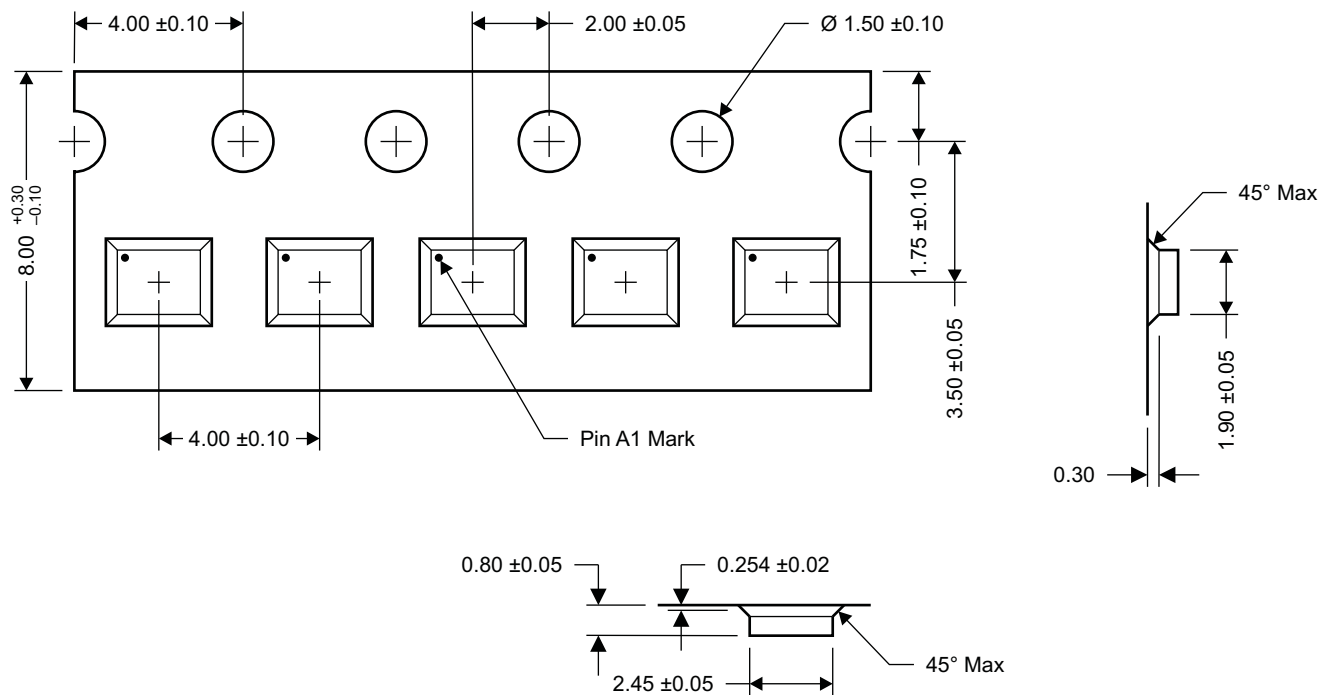 4.00 ±0.10
2.00 ±0.05
Ø 1.50 ±0.10
8.00 +0.30 –0.10
1.75 ±0.10
3.50 ±0.05
45° Max
1.90 ±0.05
0.30
4.00 ±0.10
Pin A1 Mark
0.80 ±0.05
0.254 ±0.02
45° Max
2.45 ±0.05